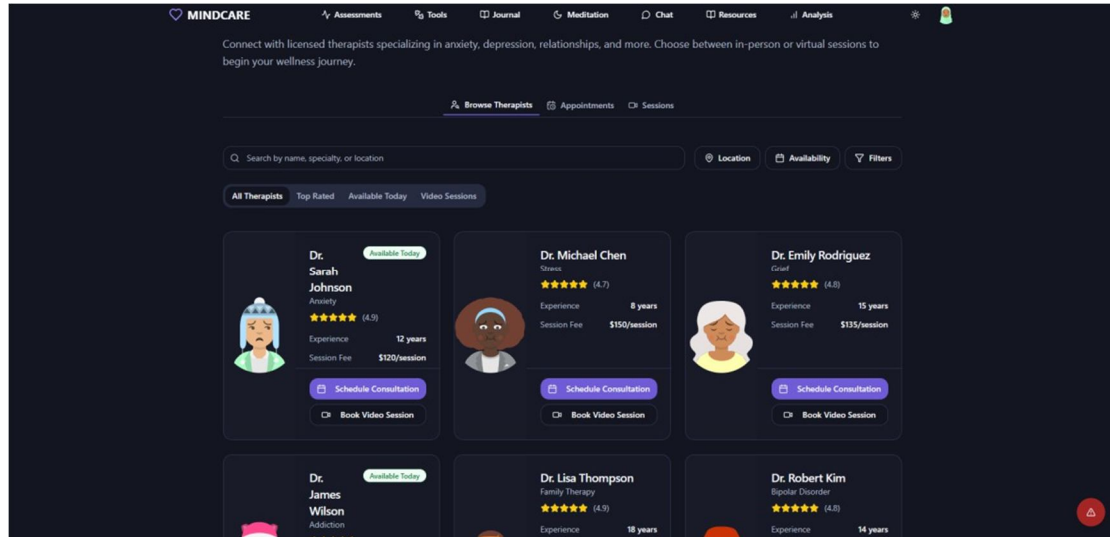 MINDCARE
Assessments
Tools
Journal
Meditation
Chat
Resources
Analysis
Connect with licensed therapists specializing in anxiety, depression, relationships, and more. Choose between in-person or virtual sessions to
begin your wellness journey.
Browse Therapists
Appointments
Sessions
Search by name, specialty, or location
Location
Availability
Filters
All Therapists
Top Rated
Available Today
Video Sessions
Dr.
Sarah
Johnson
Available Today
Anxiety
(4.9)
Experience 12 years
Session Fee $120/session
Schedule Consultation
Book Video Session
Dr. Michael Chen
Stress
(4.7)
Experience 8 years
Session Fee $150/session
Schedule Consultation
Book Video Session
Dr. Emily Rodriguez
Grief
(4.8)
Experience 15 years
Session Fee $135/session
Schedule Consultation
Book Video Session
Dr.
James
Wilson
Available Today
Addiction
Dr. Lisa Thompson
Family Therapy
(4.9)
Experience 18 years
Dr. Robert Kim
Bipolar Disorder
(4.8)
Experience 14 years